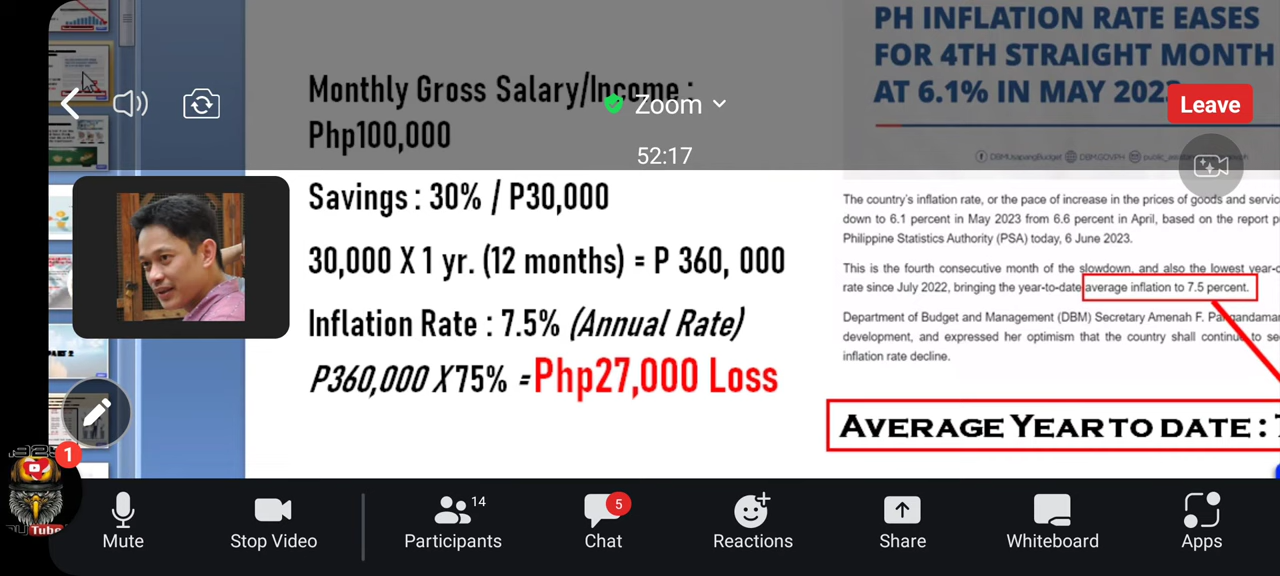 PH INFLATION RATE EASES
FOR 4TH STRAIGHT MONTH
AT 6.1% IN MAY 2023
Monthly Gross Salary/Income :
Php100,000
Zoom
Leave
52:17
Savings : 30% / P30,000
30,000 X 1 yr. (12 months) = P 360, 000
Inflation Rate : 7.5% (Annual Rate)
P360,000 X75% =Php27,000 Loss
The country's inflation rate, or the pace of increase in the prices of goods and
down to 6.1 percent in May 2023 from 6.6 percent in April, based on the report
Philippine Statistics Authority (PSA) today, 6 June 2023.
This is the fourth consecutive month of the slowdown, and also the lowest
rate since July 2022, bringing the year-to-date average inflation to 7.5 percent.
Department of Budget and Management (DBM) Secretary Amenah F.
development, and expressed her optimism that the country shall continue to
inflation rate decline.
AVERAGE YEAR TO DATE :
1
Mute
Stop Video
Participants
14
Chat
5
Reactions
Share
Whiteboard
Apps